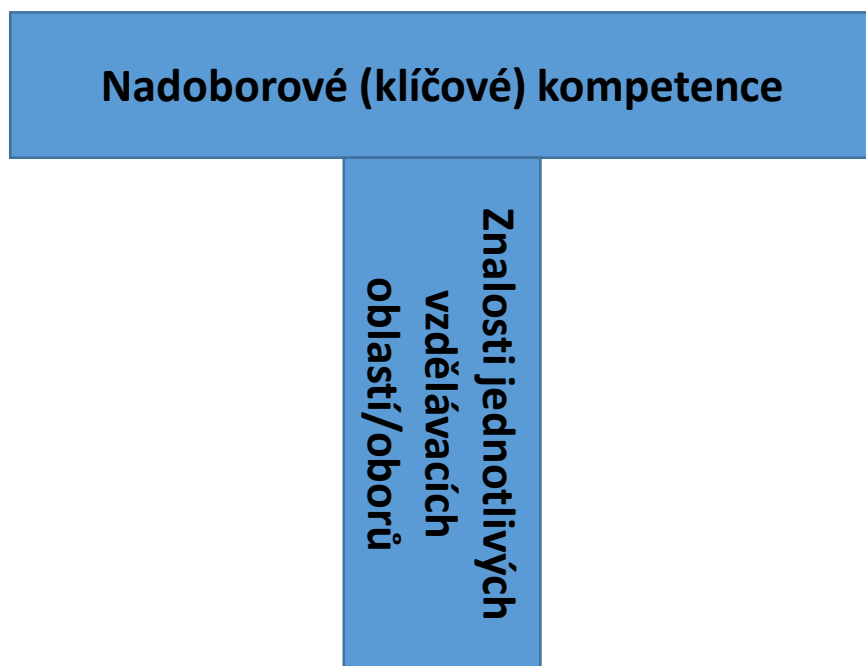 Nadoborové (klíčové) kompetence
Znalosti jednotlivých
vzdělávacích
oblastí/oborů